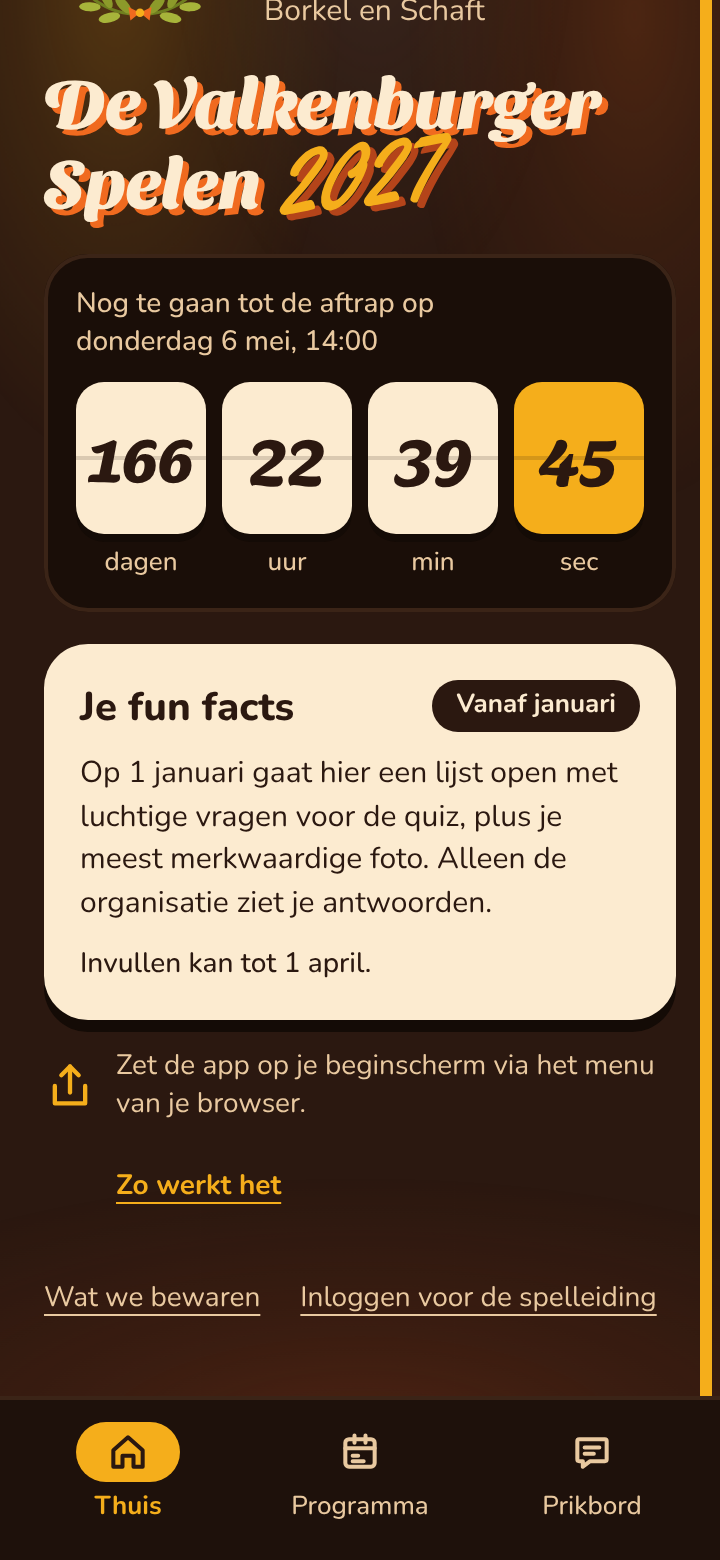 Borkel en Schaft
De Valkenburger
Spelen 2027
Nog te gaan tot de aftrap op
donderdag 6 mei, 14:00
166 22 39 45
dagen uur min sec
Je fun facts
Vanaf januari
Op 1 januari gaat hier een lijst open met
luchtige vragen voor de quiz, plus je
meest merkwaardige foto. Alleen de
organisatie ziet je antwoorden.
Invullen kan tot 1 april.
Zet de app op je beginscherm via het menu
van je browser.
Zo werkt het
Wat we bewaren Inloggen voor de spelleiding
Thuis Programma Prikbord